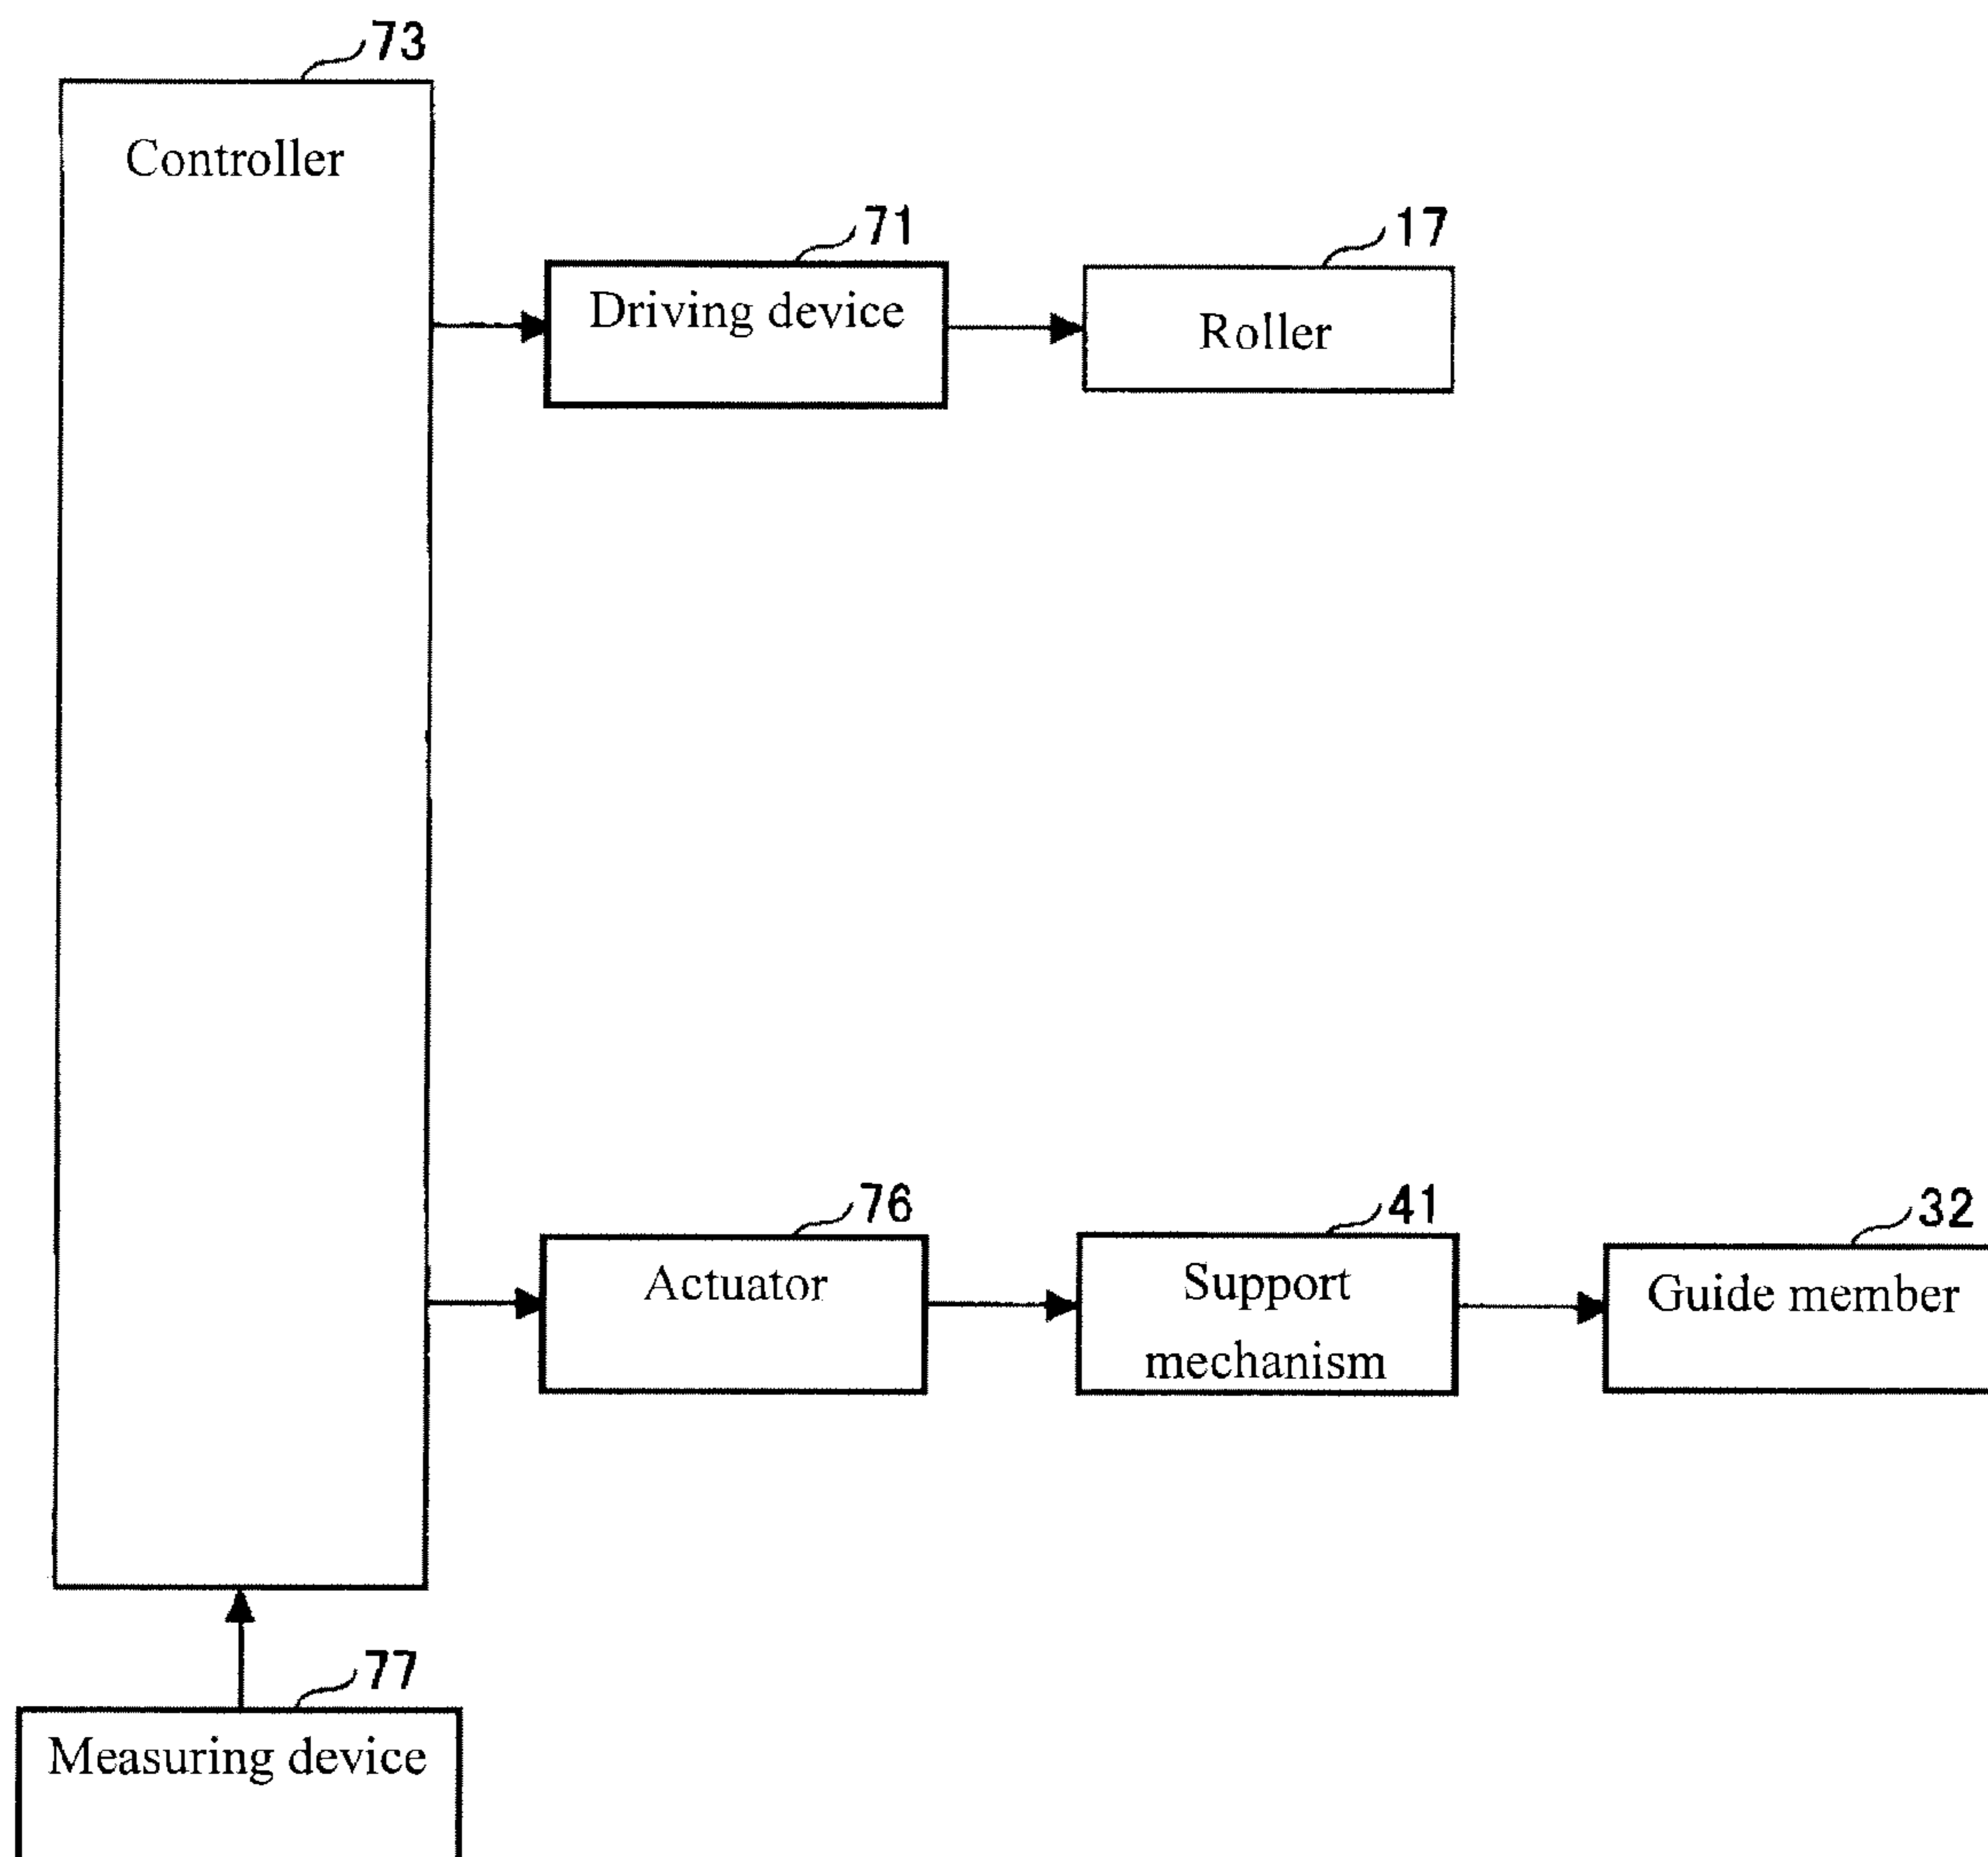 73
Controller
71
Driving device
17
Roller
76
Actuator
41
Support
mechanism
32
Guide member
77
Measuring device